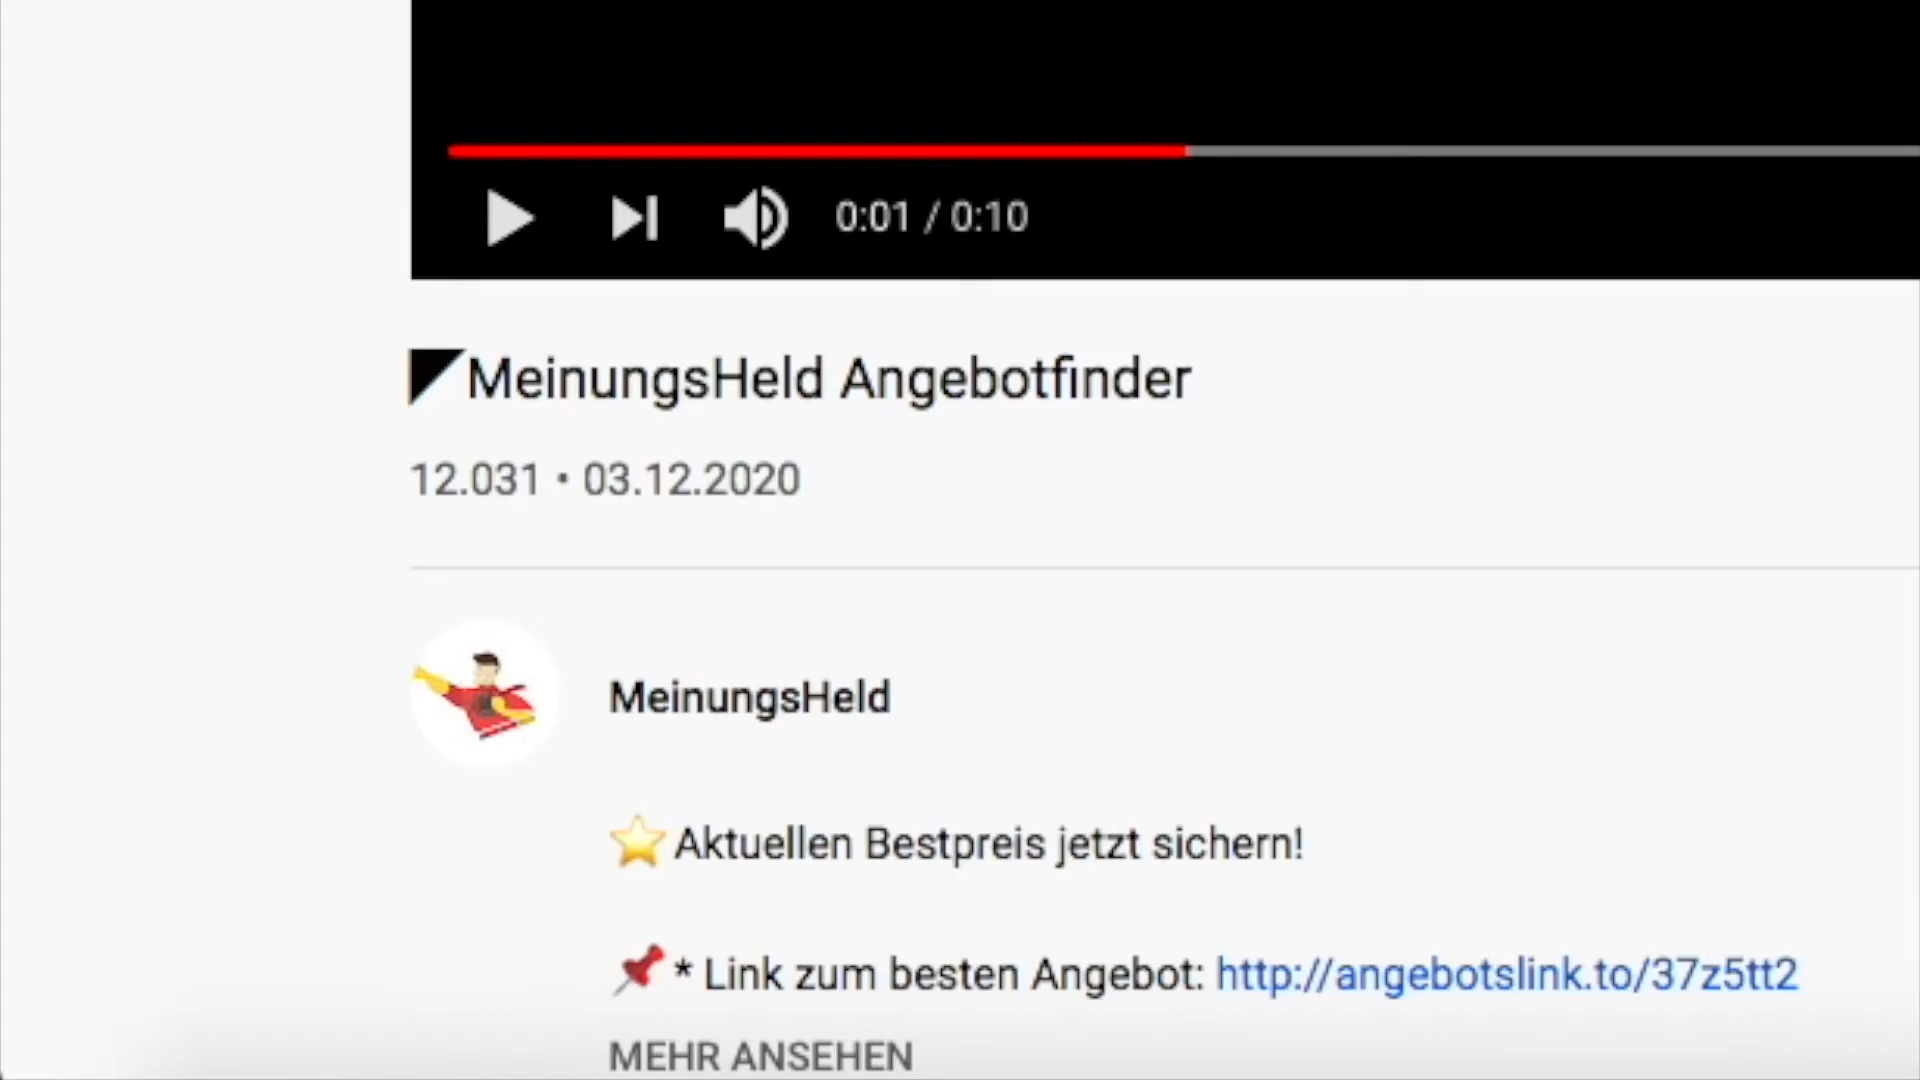 0:01 / 0:10
MeinungsHeld Angebotfinder
12.031 • 03.12.2020
MeinungsHeld
Aktuellen Bestpreis jetzt sichern!
* Link zum besten Angebot: http://angebotslink.to/37z5tt2
MEHR ANSEHEN